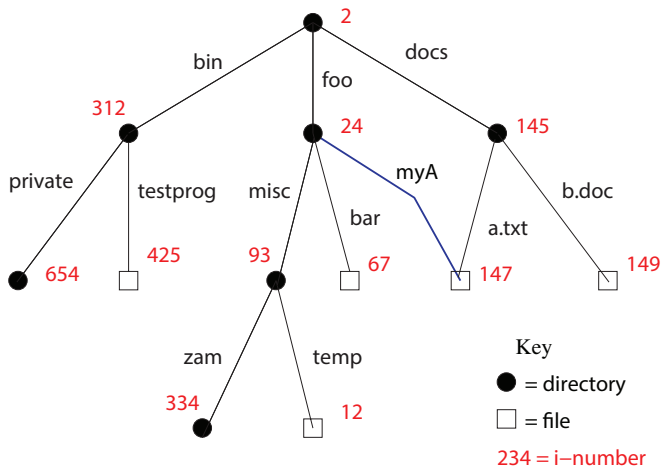 2
bin
foo
docs
312
24
145
private
testprog
misc
bar
myA
a.txt
b.doc
654
425
93
67
147
149
zam
temp
334
12
Key
= directory
= file
234 = i−number